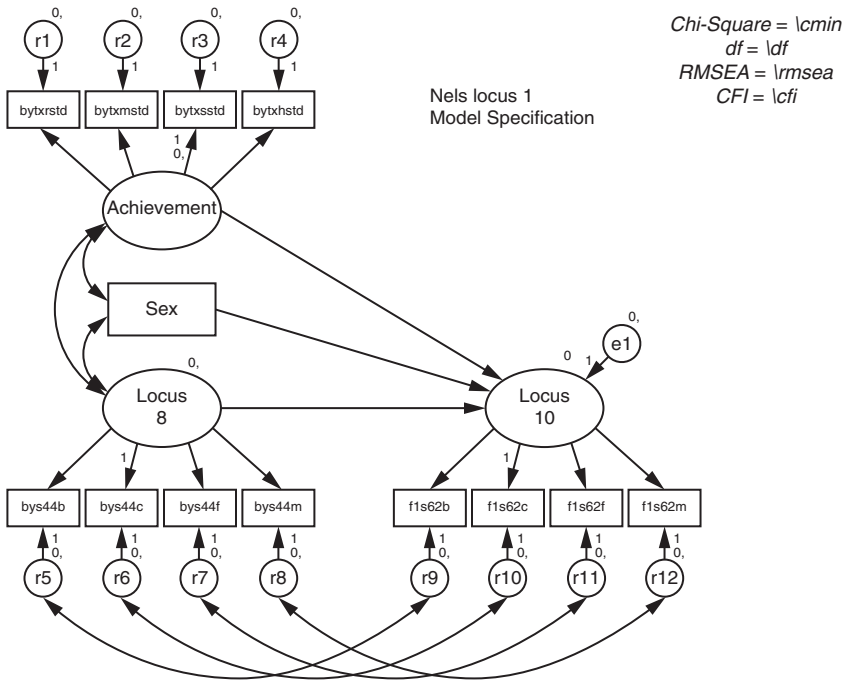 0, 0, 0, 0,
r1 r2 r3 r4
1 1 1 1
bytxrstd bytxmstd bytxsstd bytxhstd
Chi-Square = \cmin
df = \df
RMSEA = \rmsea
CFI = \cfi
Nels locus 1
Model Specification
1
0,
Achievement
Sex
0,
e1
0 1
0,
Locus
8
Locus
10
1 1
bys44b bys44c bys44f bys44m f1s62b f1s62c f1s62f f1s62m
1 1 1 1 1 1 1 1
0, 0, 0, 0, 0, 0, 0, 0,
r5 r6 r7 r8 r9 r10 r11 r12